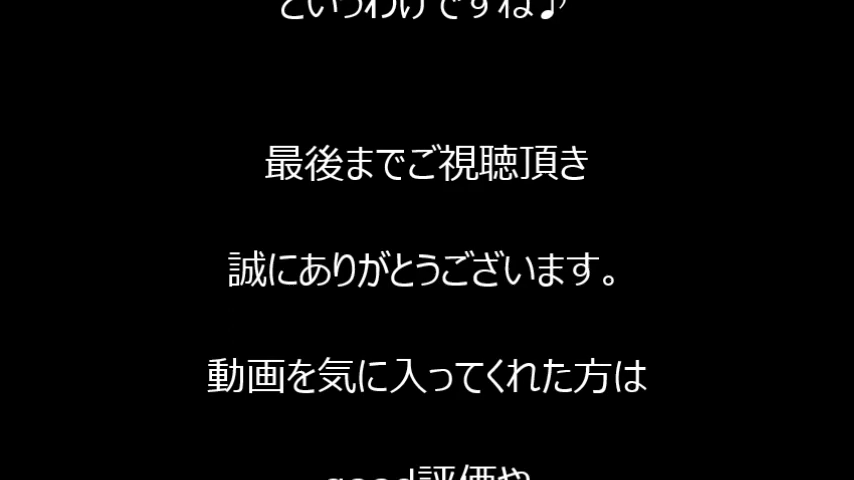 というわけですね♪
最後までご視聴頂き
誠にありがとうございます。
動画を気に入ってくれた方は
good評価や